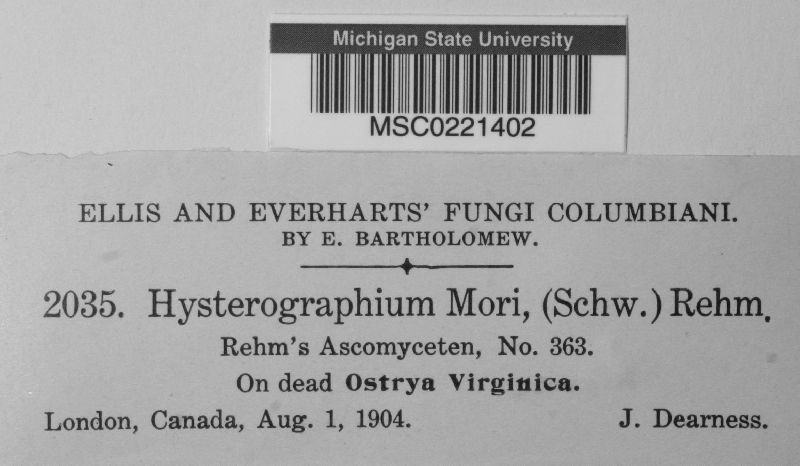 Michigan State University
MSC0221402
ELLIS AND EVERHARTS' FUNGI COLUMBIANI.
BY E. BARTHOLOMEW.
2035. Hysterographium Mori, (Schw.) Rehm.
Rehm's Ascomyceten, No. 363.
On dead Ostrya Virginica.
London, Canada, Aug. 1, 1904. J. Dearness.